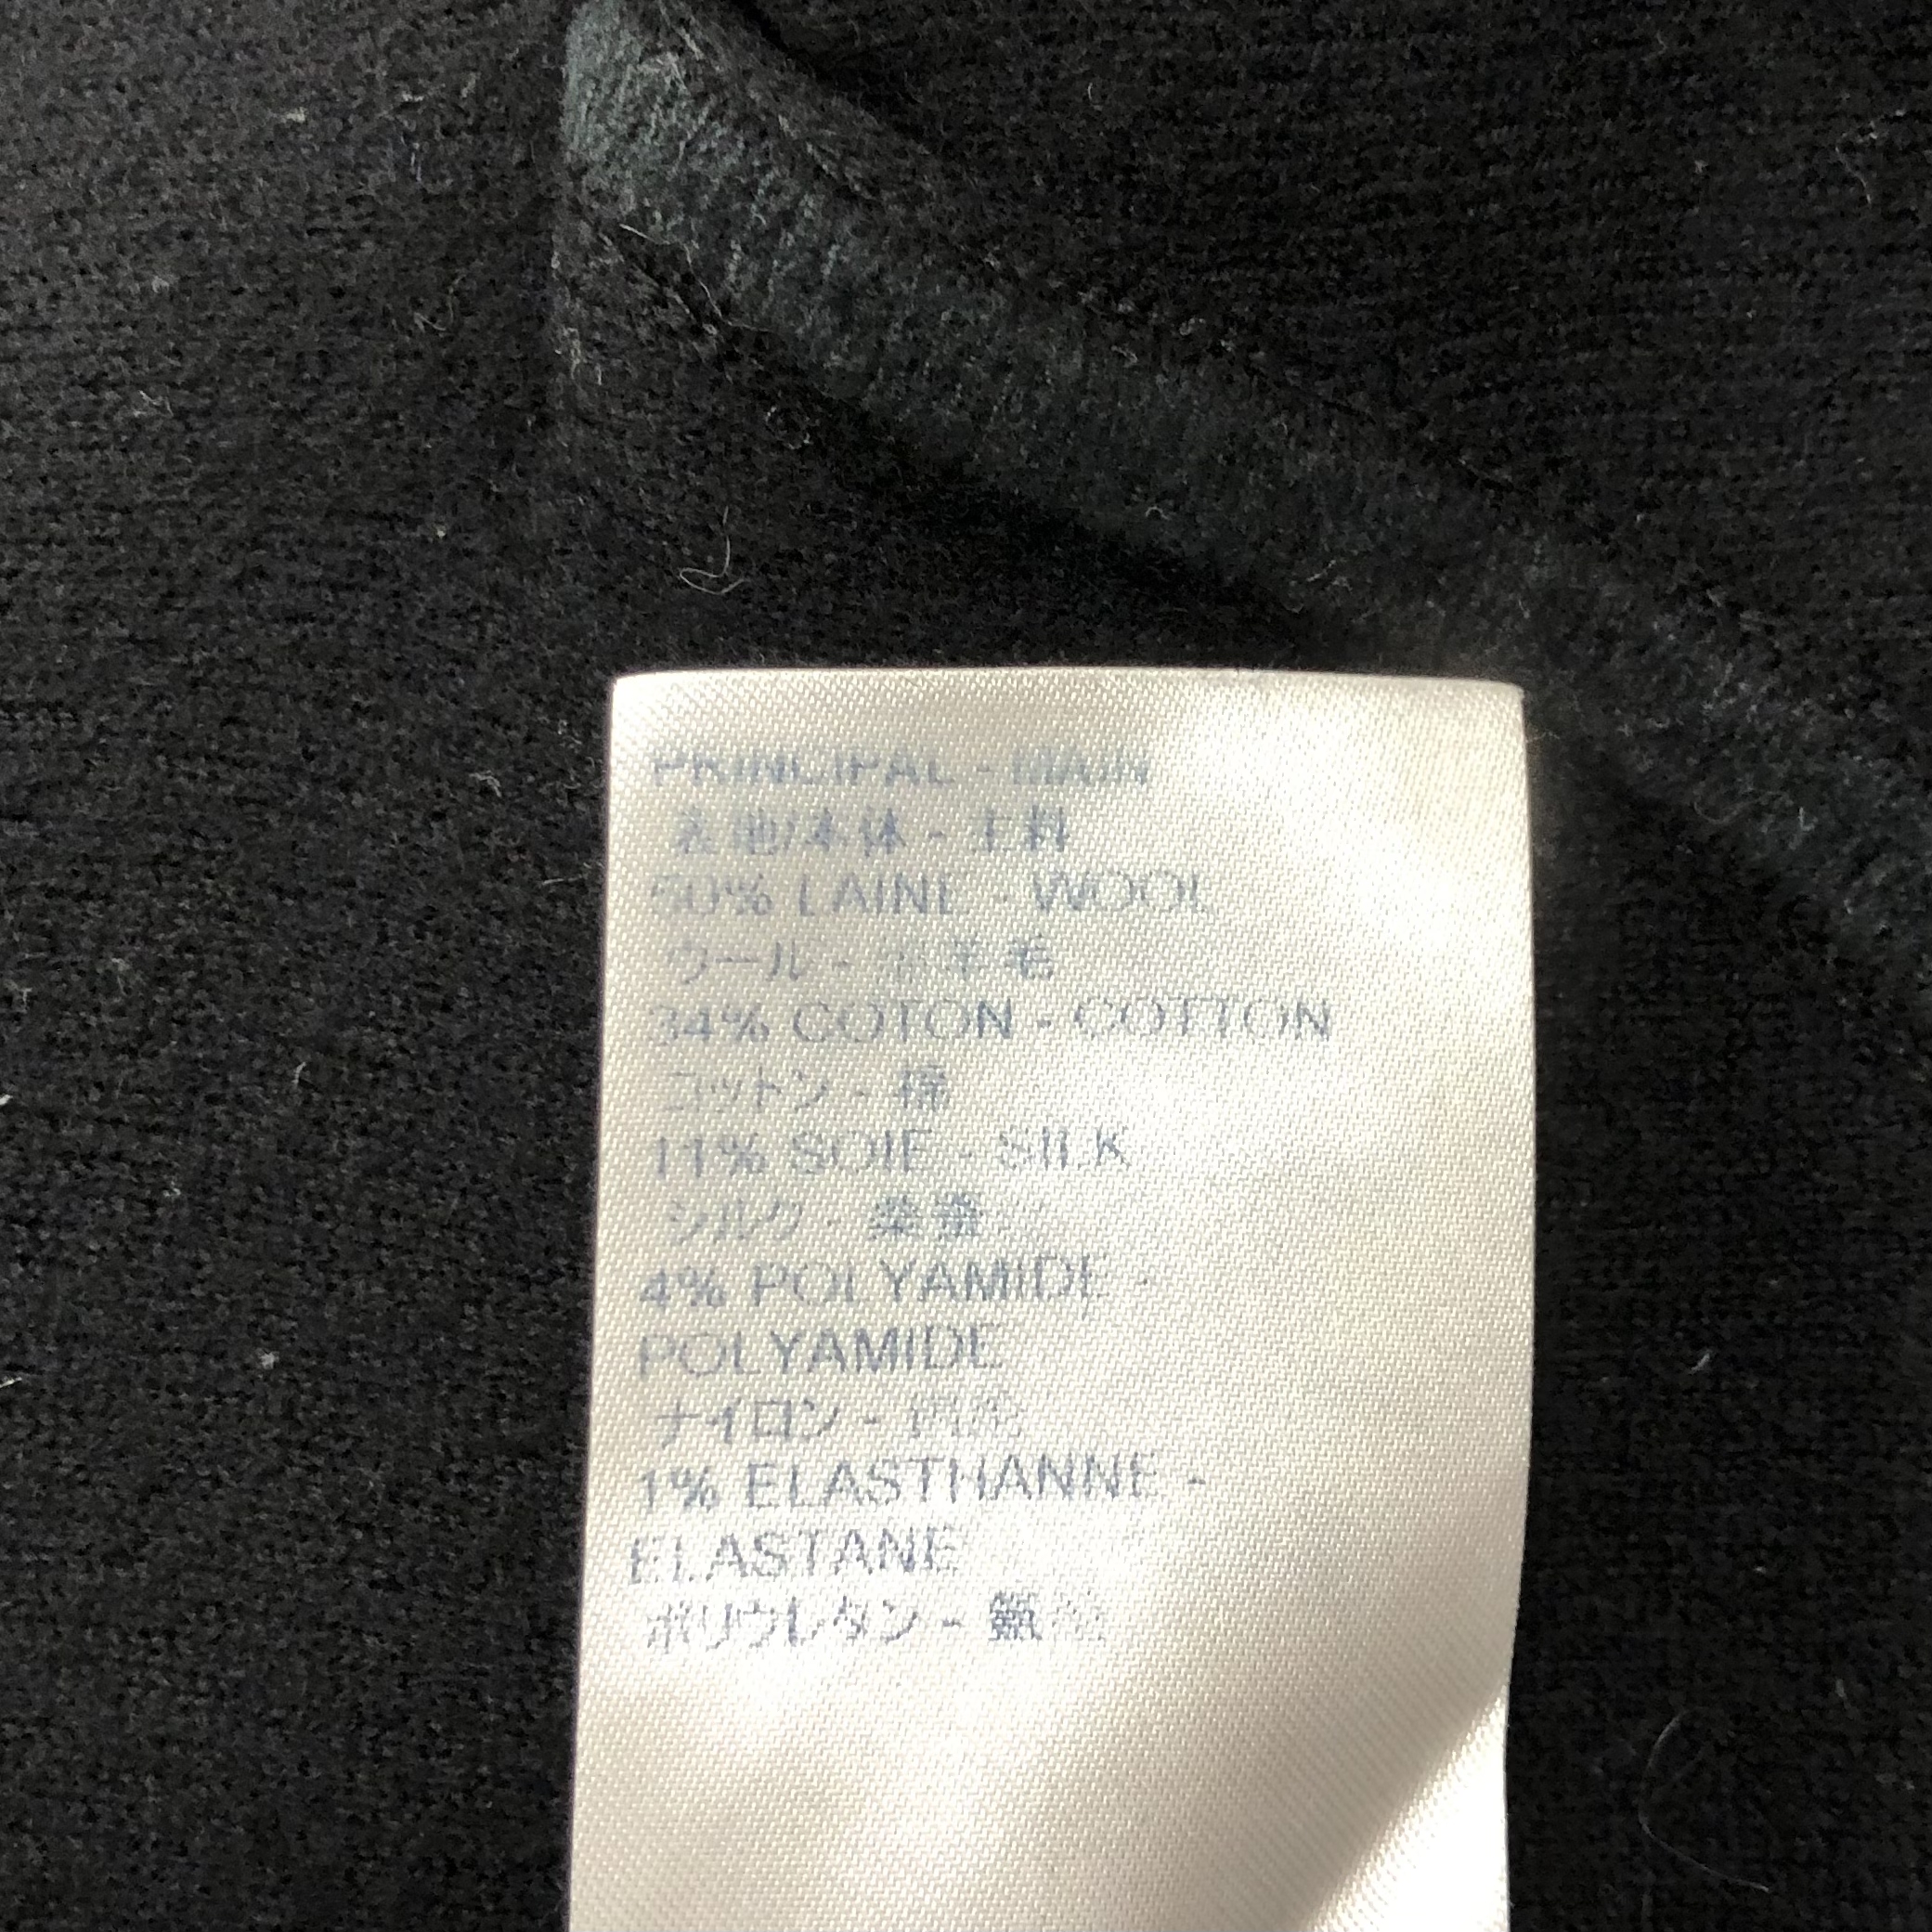 PRINCIPAL - MAIN
表地/本体 - 主料
50% LAINE - WOOL
ウール - 羊毛
34% COTON - COTTON
コットン - 棉
11% SOIE - SILK
シルク - 桑蚕
4% POLYAMIDE -
POLYAMIDE
ナイロン - 锦纶
1% ELASTHANNE -
ELASTANE
ポリウレタン - 氨纶